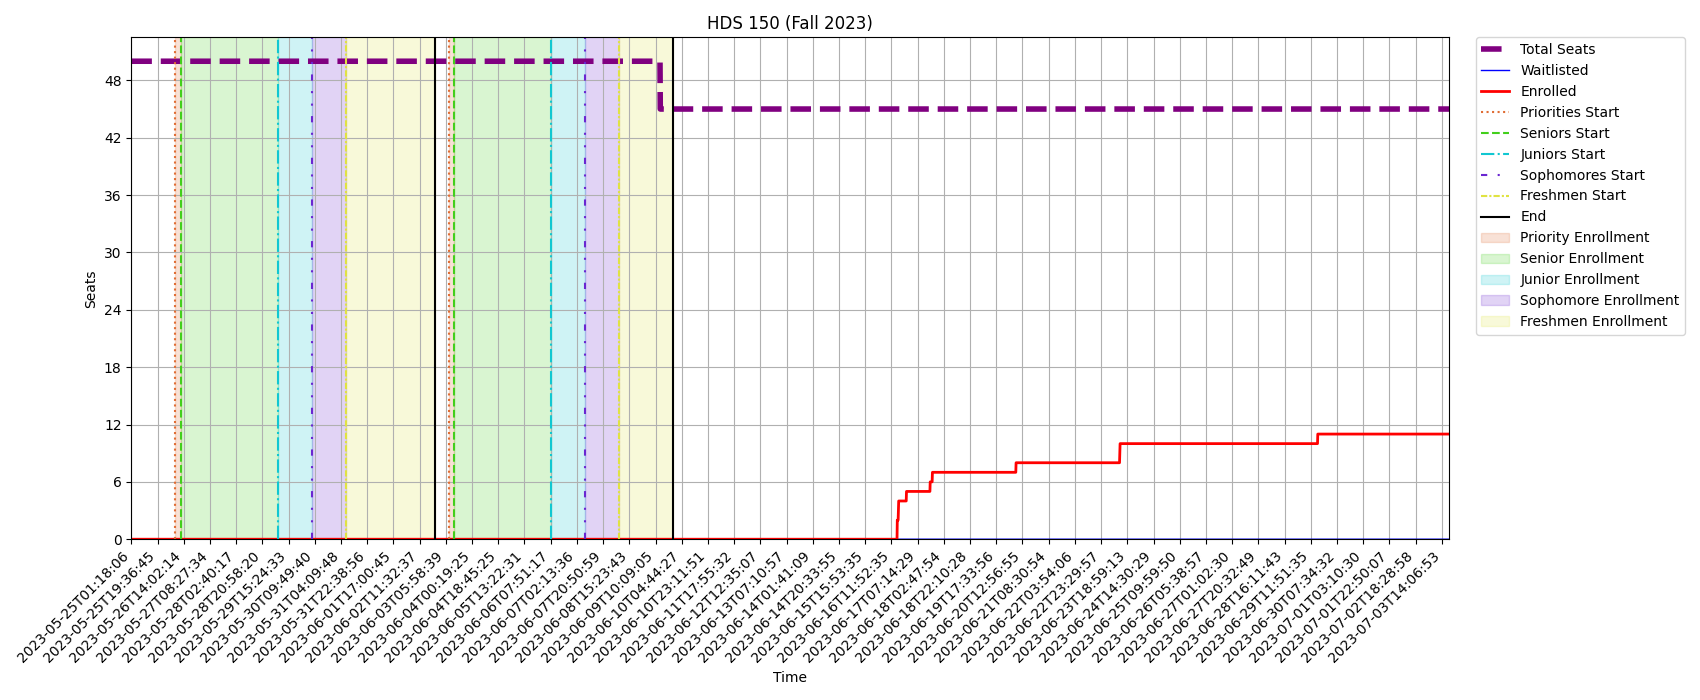 HDS 150 (Fall 2023)
Seats
48
42
36
30
24
18
12
6
0
2023-05-25T01:18:06
2023-05-25T19:36:45
2023-05-26T14:02:14
2023-05-27T08:27:34
2023-05-28T02:40:17
2023-05-28T20:58:20
2023-05-29T15:24:33
2023-05-30T09:49:40
2023-05-31T04:09:48
2023-05-31T22:38:56
2023-06-01T17:00:45
2023-06-02T11:32:37
2023-06-03T05:58:39
2023-06-04T00:19:25
2023-06-04T18:45:25
2023-06-05T13:22:31
2023-06-06T07:51:17
2023-06-07T02:13:36
2023-06-07T20:50:59
2023-06-08T15:23:43
2023-06-09T10:09:05
2023-06-10T04:44:27
2023-06-10T23:11:51
2023-06-11T17:55:32
2023-06-12T12:35:07
2023-06-13T07:10:57
2023-06-14T01:41:09
2023-06-14T20:33:55
2023-06-15T15:53:35
2023-06-16T11:52:35
2023-06-17T07:14:29
2023-06-18T02:47:54
2023-06-18T22:10:28
2023-06-19T17:33:56
2023-06-20T12:56:55
2023-06-21T08:30:54
2023-06-22T03:54:06
2023-06-22T23:29:57
2023-06-23T18:59:13
2023-06-24T14:30:29
2023-06-25T09:59:50
2023-06-26T05:38:57
2023-06-27T01:02:30
2023-06-27T20:32:49
2023-06-28T16:11:43
2023-06-29T11:51:35
2023-06-30T07:34:32
2023-07-01T03:10:30
2023-07-01T22:50:07
2023-07-02T18:28:58
2023-07-03T14:06:53
Time
Total Seats
Waitlisted
Enrolled
Priorities Start
Seniors Start
Juniors Start
Sophomores Start
Freshmen Start
End
Priority Enrollment
Senior Enrollment
Junior Enrollment
Sophomore Enrollment
Freshmen Enrollment